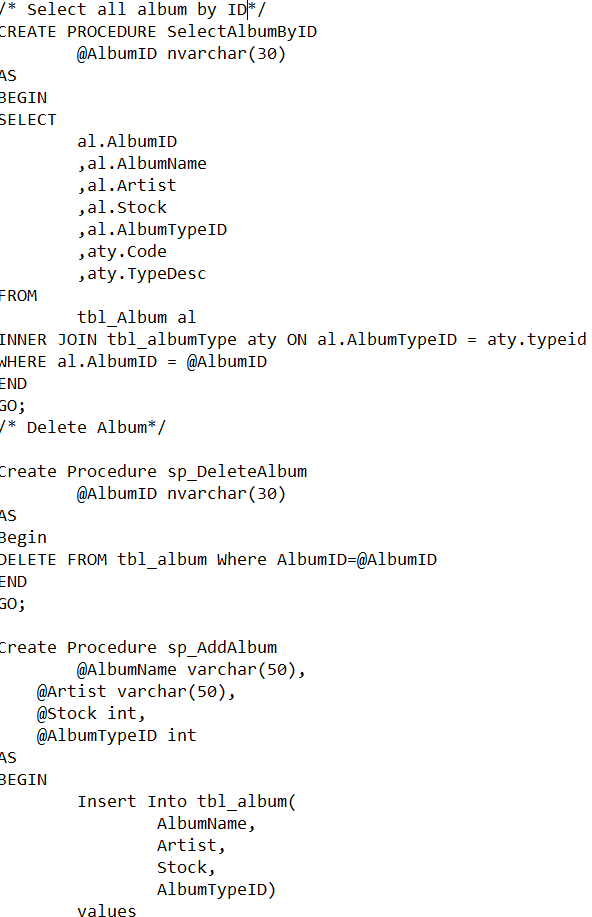 /* Select all album by ID*/
CREATE PROCEDURE SelectAlbumByID
@AlbumID nvarchar(30)
AS
BEGIN
SELECT
al.AlbumID
,al.AlbumName
,al.Artist
,al.Stock
,al.AlbumTypeID
,aty.Code
,aty.TypeDesc
FROM
tbl_Album al
INNER JOIN tbl_albumType aty ON al.AlbumTypeID = aty.typeid
WHERE al.AlbumID = @AlbumID
END
GO;
/* Delete Album*/
Create Procedure sp_DeleteAlbum
@AlbumID nvarchar(30)
AS
Begin
DELETE FROM tbl_album Where AlbumID=@AlbumID
END
GO;
Create Procedure sp_AddAlbum
@AlbumName varchar(50),
@Artist varchar(50),
@Stock int,
@AlbumTypeID int
AS
BEGIN
Insert Into tbl_album(
AlbumName,
Artist,
Stock,
AlbumTypeID)
values